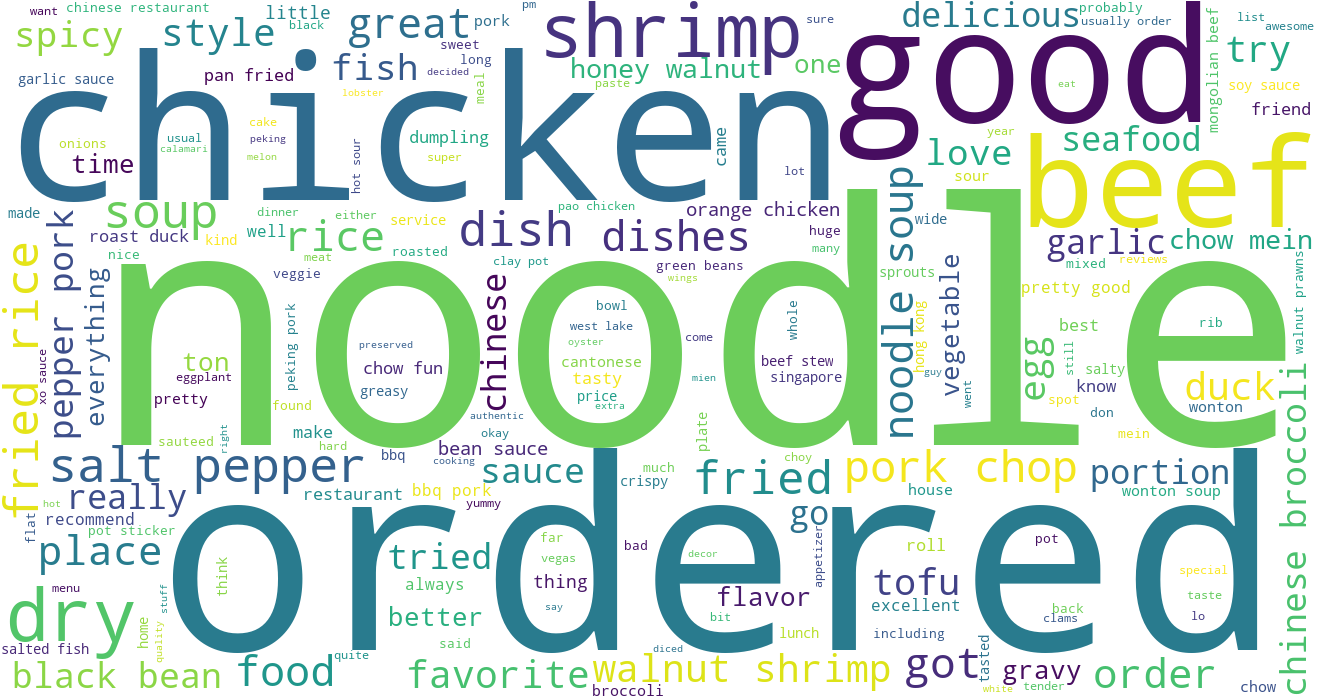 want
chinese restaurant
spicy
style
little
black
great
pork
pm
shrimp
good
delicious
probably
usually order
sure
list
awesome
try
garlic sauce
pan fried
fish
sweet
long
decided
honey walnut
one
paste
meal
mongolian beef
soy sauce
friend
eat
chicken
lobster
onions
usual
calamari
cake
peking
melon
time
hot sour
dumpling
super
came
lot
year
love
seafood
sour
beef
made
soup
dinner
either
well
rice
service
roasted
dish
pao chicken
dishes
orange chicken
huge
many
noodle soup
wide
garlic
chow mein
roast duck
kind
nice
pepper pork
everything
fried rice
veggie
meat
clay pot
green beans
wings
sprouts
mixed
reviews
pretty good
walnut prawns
noodle
peking pork
chinese
bowl
west lake
oyster
cantonese
tasty
price
extra
come
mien
whole
beef stew
singapore
hong kong
vegetable
guy
went
egg
best
still
salty
know
spot
don
rib
duck
wonton
mein
xo sauce
ton
eggplant
pretty
preserved
chow fun
greasy
found
authentic
okay
make
hard
sauteed
right
bbq
bean sauce
cooking
plate
choy
much
crispy
salt pepper
sauce
fried
pork chop
portion
chinese broccoli
really
restaurant
bbq pork
yummy
house
wonton soup
hot
flat
recommend
pot sticker
place
ordered
go
tried
always
better
said
far
vegas
thing
say
bad
decor
flavor
bit
appetizer
lunch
roll
tofu
excellent
including
pot
back
clams
special
taste
lo
think
menu
dry
home
stuff
quality
salted fish
black bean
food
quite
favorite
walnut shrimp
diced
broccoli
got
tasted
white
gravy
tender
order
chow